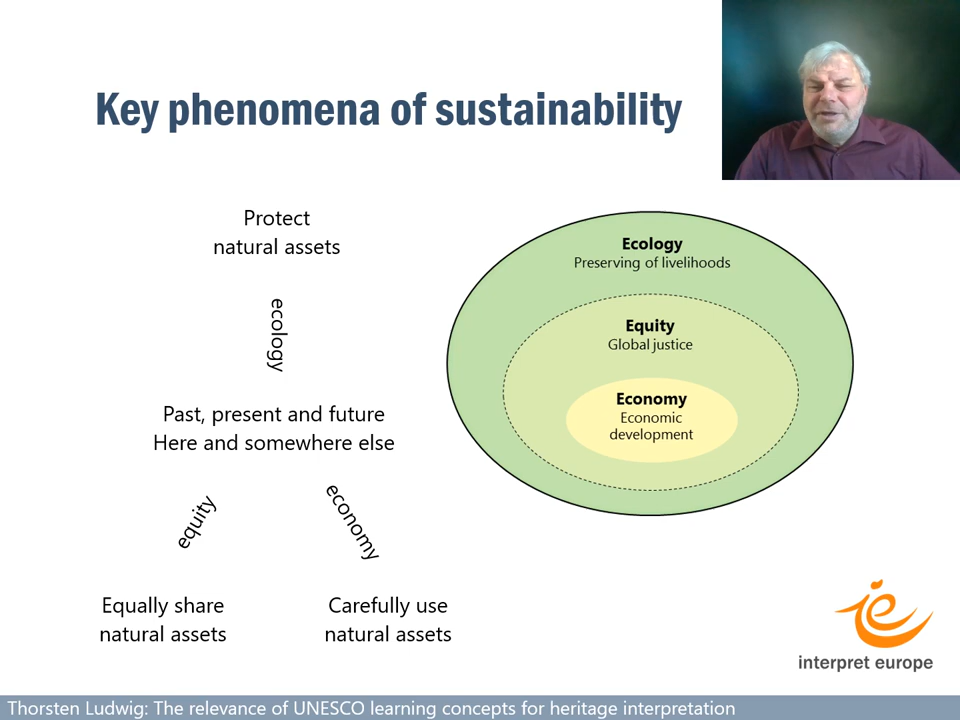 Key phenomena of sustainability
Protect
natural assets
ecology
Past, present and future
Here and somewhere else
equity
economy
Equally share
natural assets
Carefully use
natural assets
Ecology
Preserving of livelihoods
Equity
Global justice
Economy
Economic
development
interpret europe
Thorsten Ludwig: The relevance of UNESCO learning concepts for heritage interpretation